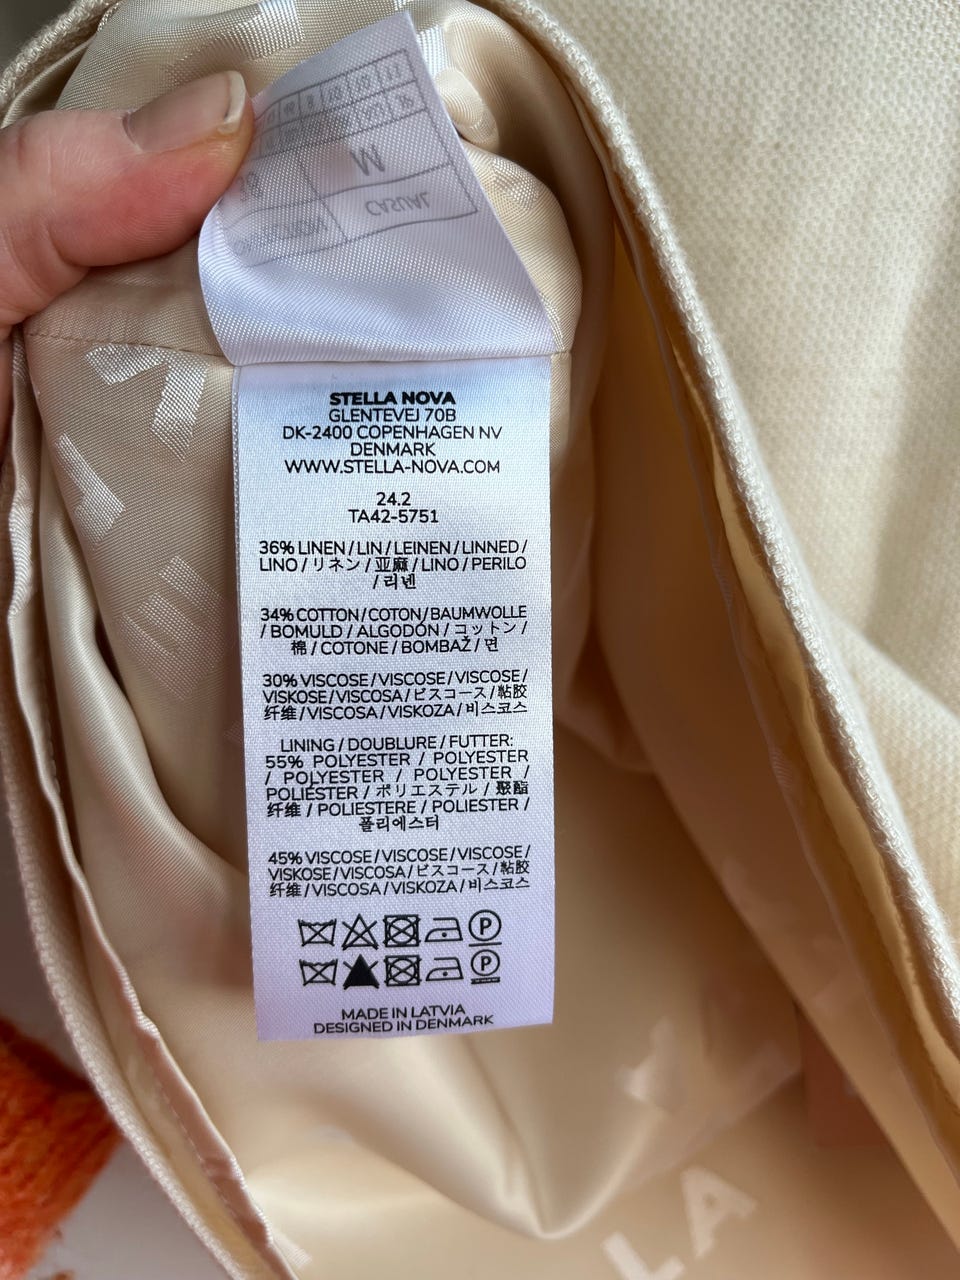 CASUAL
M
STELLA NOVA
GLENTEVEJ 70B
DK-2400 COPENHAGEN NV
DENMARK
WWW.STELLA-NOVA.COM
24.2
TA42-5751
36% LINEN / LIN / LEINEN / LINNED /
LINO / リネン / 亚麻 / LINO / PERILO
/ 리넨
34% COTTON / COTON / BAUMWOLLE
/ BOMULD / ALGODÓN / コットン /
棉 / COTONE / BOMBAŽ / 면
30% VISCOSE / VISCOSE / VISCOSE /
VISKOSE / VISCOSA / ビスコース / 粘胶
纤维 / VISCOSA / VISKOZA / 비스코스
LINING / DOUBLURE / FUTTER:
55% POLYESTER / POLYESTER
/ POLYESTER / POLYESTER /
POLIÉSTER / ポリエステル / 聚酯
纤维 / POLIESTERE / POLIESTER /
폴리에스터
45% VISCOSE / VISCOSE / VISCOSE /
VISKOSE / VISCOSA / ビスコース / 粘胶
纤维 / VISCOSA / VISKOZA / 비스코스
P
P
MADE IN LATVIA
DESIGNED IN DENMARK
LA